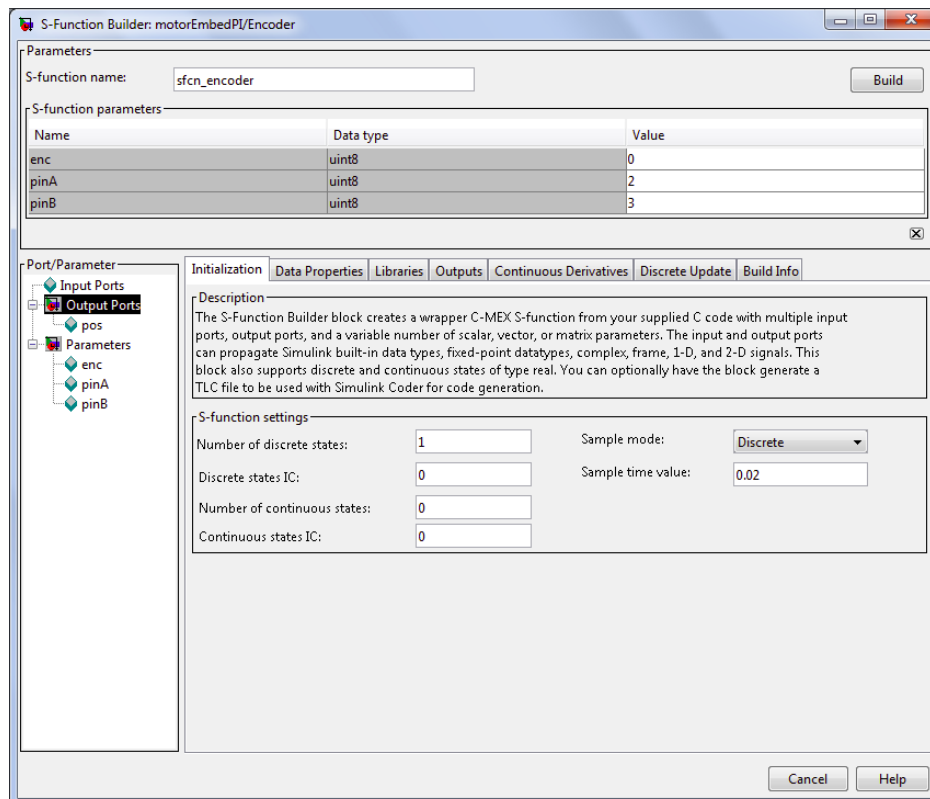 S-Function Builder: motorEmbedPI/Encoder
Parameters
S-function name: sfcn_encoder Build
S-function parameters
Name Data type Value
enc uint8 0
pinA uint8 2
pinB uint8 3
Port/Parameter
Input Ports
Output Ports
pos
Parameters
enc
pinA
pinB
Initialization Data Properties Libraries Outputs Continuous Derivatives Discrete Update Build Info
Description
The S-Function Builder block creates a wrapper C-MEX S-function from your supplied C code with multiple input
ports, output ports, and a variable number of scalar, vector, or matrix parameters. The input and output ports
can propagate Simulink built-in data types, fixed-point datatypes, complex, frame, 1-D, and 2-D signals. This
block also supports discrete and continuous states of type real. You can optionally have the block generate a
TLC file to be used with Simulink Coder for code generation.
S-function settings
Number of discrete states: 1 Sample mode: Discrete
Discrete states IC: 0 Sample time value: 0.02
Number of continuous states: 0
Continuous states IC: 0
Cancel Help